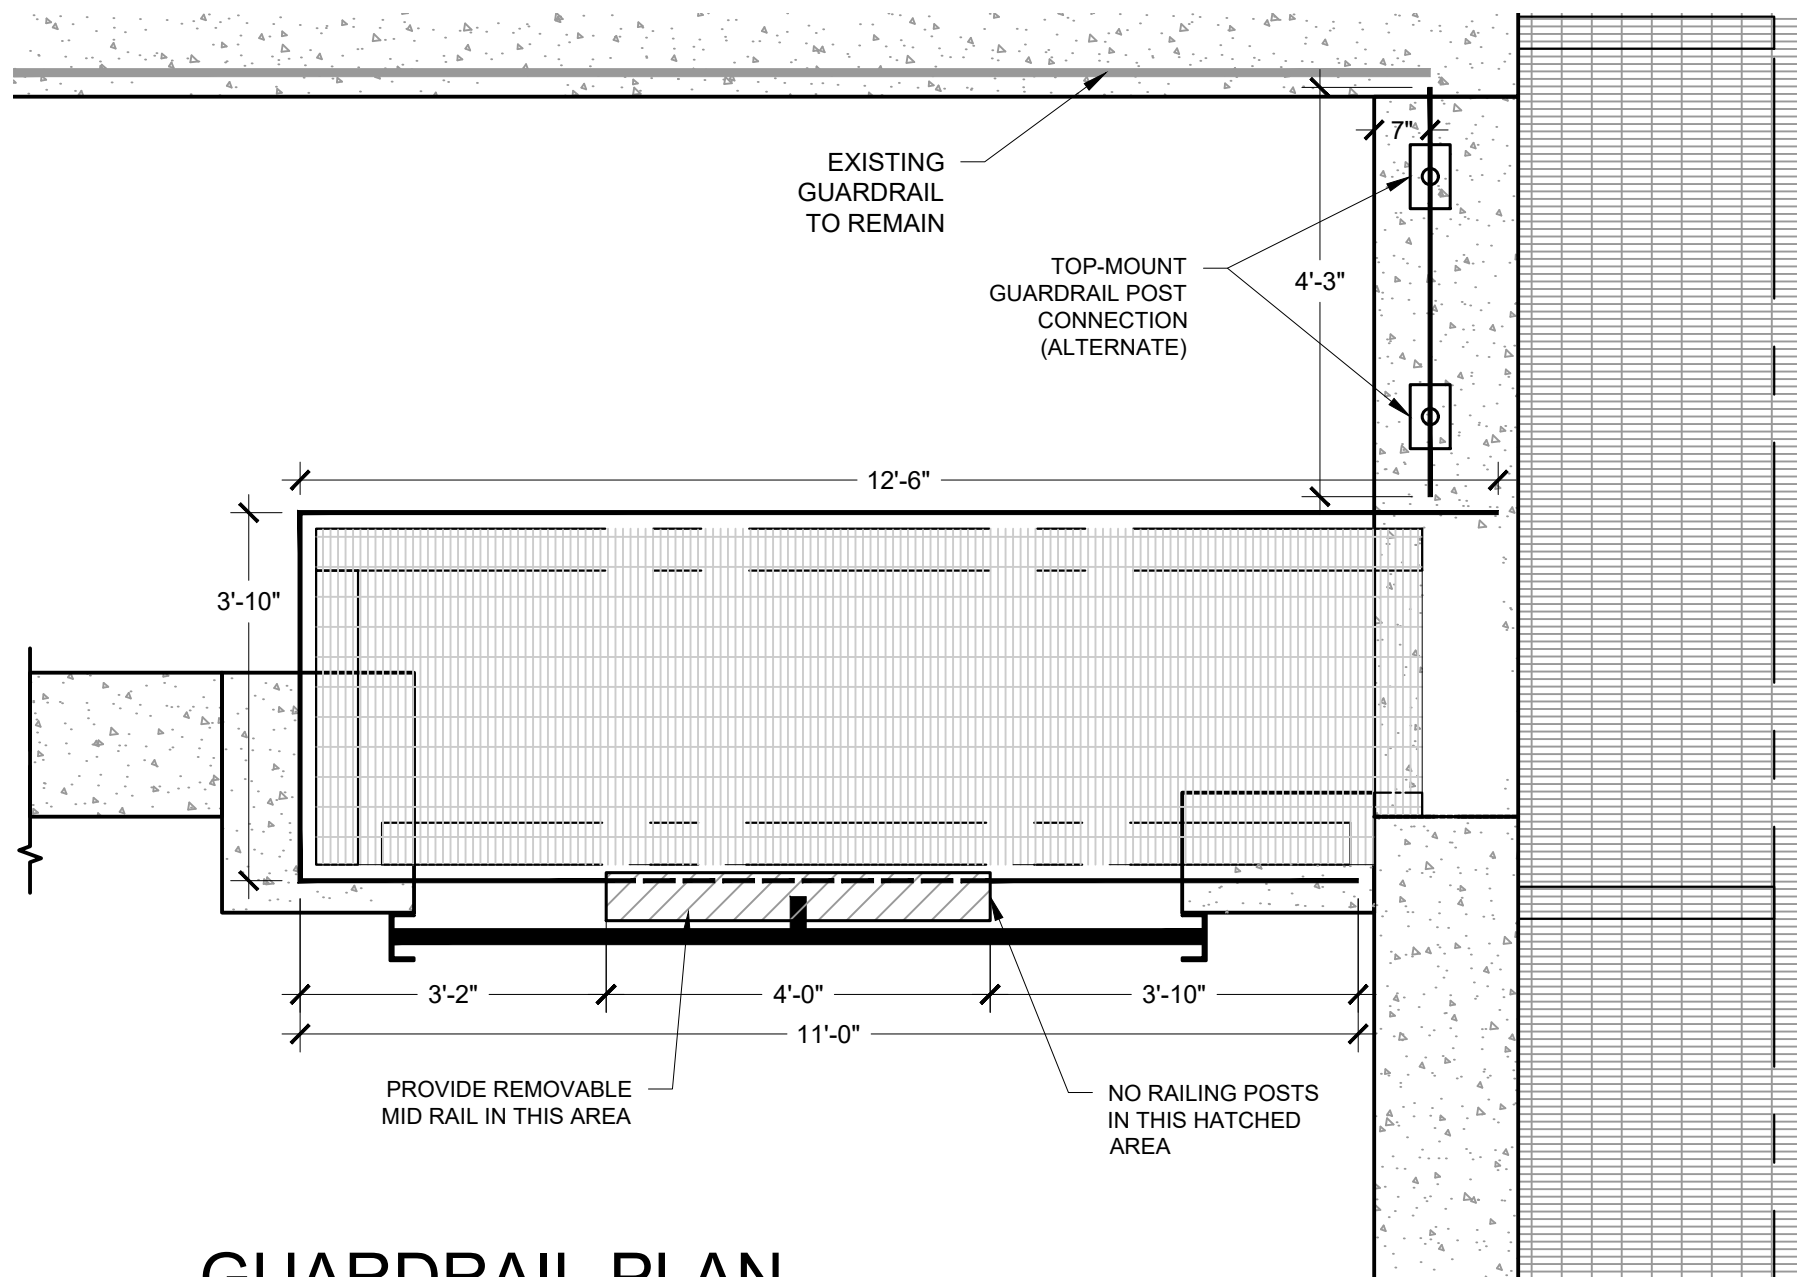 7"
EXISTING
GUARDRAIL
TO REMAIN
TOP-MOUNT
GUARDRAIL POST
CONNECTION
(ALTERNATE)
4'-3"
12'-6"
3'-10"
3'-2"
4'-0"
3'-10"
11'-0"
PROVIDE REMOVABLE
MID RAIL IN THIS AREA
NO RAILING POSTS
IN THIS HATCHED
AREA
GUARDRAIL PLAN